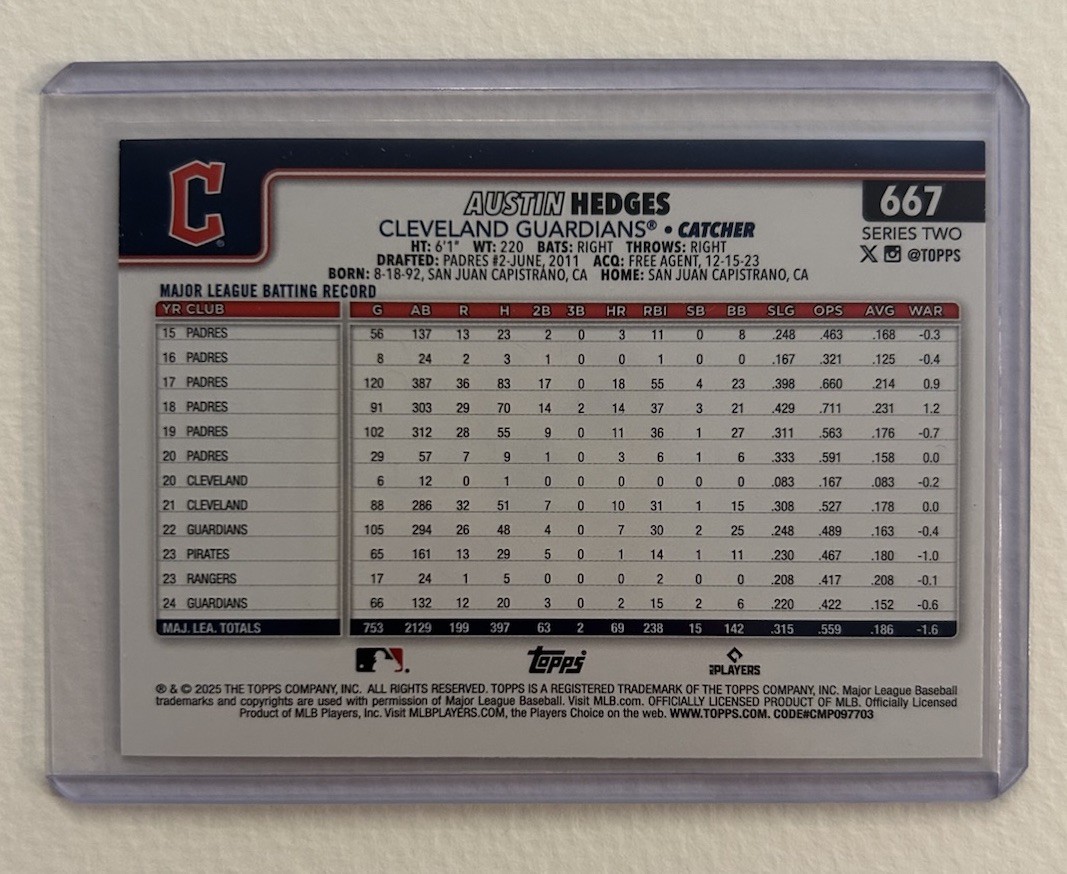 C
AUSTIN HEDGES
667
CLEVELAND GUARDIANS® • CATCHER
SERIES TWO
HT: 6'1" WT: 220 BATS: RIGHT THROWS: RIGHT
@TOPPS
DRAFTED: PADRES #2-JUNE, 2011 ACQ: FREE AGENT, 12-15-23
BORN: 8-18-92, SAN JUAN CAPISTRANO, CA HOME: SAN JUAN CAPISTRANO, CA
MAJOR LEAGUE BATTING RECORD
YR CLUB G AB R H 2B 3B HR RBI SB BB SLG OPS AVG WAR
15 PADRES 56 137 13 23 2 0 3 11 0 8 .248 .463 .168 -0.3
16 PADRES 8 24 2 3 1 0 0 1 0 0 .167 .321 .125 -0.4
17 PADRES 120 387 36 83 17 0 18 55 4 23 .398 .660 .214 0.9
18 PADRES 91 303 29 70 14 2 14 37 3 21 .429 .711 .231 1.2
19 PADRES 102 312 28 55 9 0 11 36 1 27 .311 .563 .176 -0.7
20 PADRES 29 57 7 9 1 0 3 6 1 6 .333 .591 .158 0.0
20 CLEVELAND 6 12 0 1 0 0 0 0 0 0 .083 .167 .083 -0.2
21 CLEVELAND 88 286 32 51 7 0 10 31 1 15 .308 .527 .178 0.0
22 GUARDIANS 105 294 26 48 4 0 7 30 2 25 .248 .489 .163 -0.4
23 PIRATES 65 161 13 29 5 0 1 14 1 11 .230 .467 .180 -1.0
23 RANGERS 17 24 1 5 0 0 0 2 0 0 .208 .417 .208 -0.1
24 GUARDIANS 66 132 12 20 3 0 2 15 2 6 .220 .422 .152 -0.6
MAJ. LEA. TOTALS 753 2129 199 397 63 2 69 238 15 142 .315 .559 .186 -1.6
topps
PLAYERS
® & © 2025 THE TOPPS COMPANY, INC. ALL RIGHTS RESERVED. TOPPS IS A REGISTERED TRADEMARK OF THE TOPPS COMPANY, INC. Major League Baseball
trademarks and copyrights are used with permission of Major League Baseball. Visit MLB.com. OFFICIALLY LICENSED PRODUCT OF MLB. Officially Licensed
Product of MLB Players, Inc. Visit MLBPLAYERS.COM, the Players Choice on the web. WWW.TOPPS.COM. CODE#CMP097703